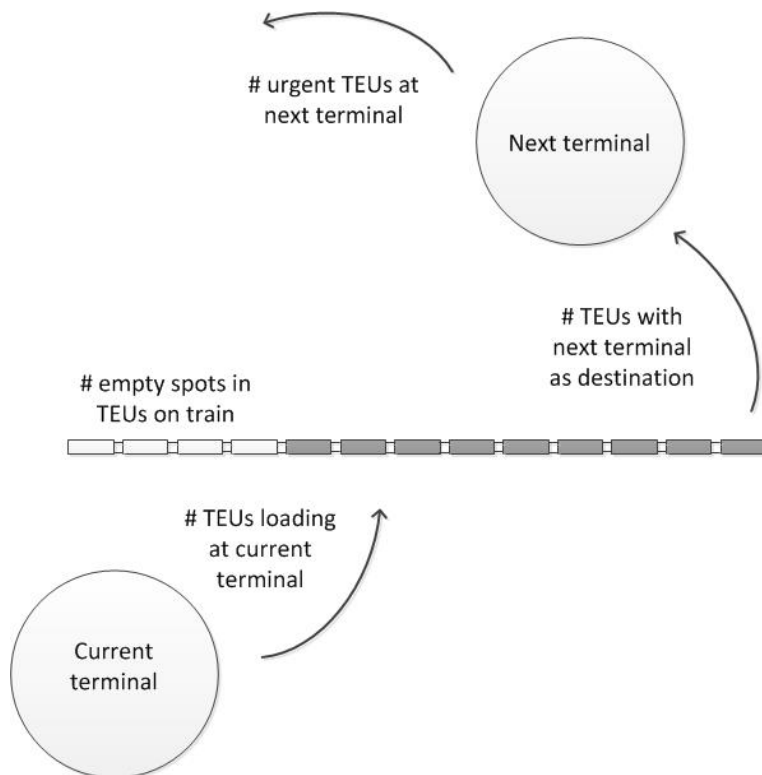 # urgent TEUs at
next terminal
Next terminal
# TEUs with
next terminal
as destination
# empty spots in
TEUs on train
# TEUs loading
at current
terminal
Current
terminal